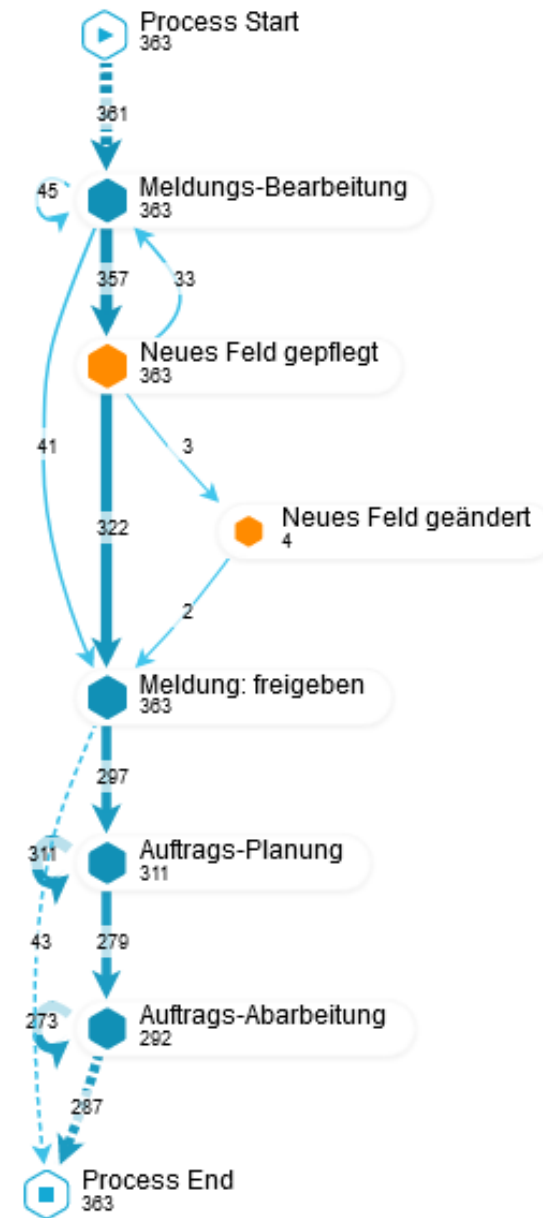 Process Start
363
361
Meldungs-Bearbeitung
363
45
357
33
Neues Feld gepflegt
363
41
3
Neues Feld geändert
4
322
2
Meldung: freigeben
363
297
Auftrags-Planung
311
311
43
279
Auftrags-Abarbeitung
292
273
287
Process End
363